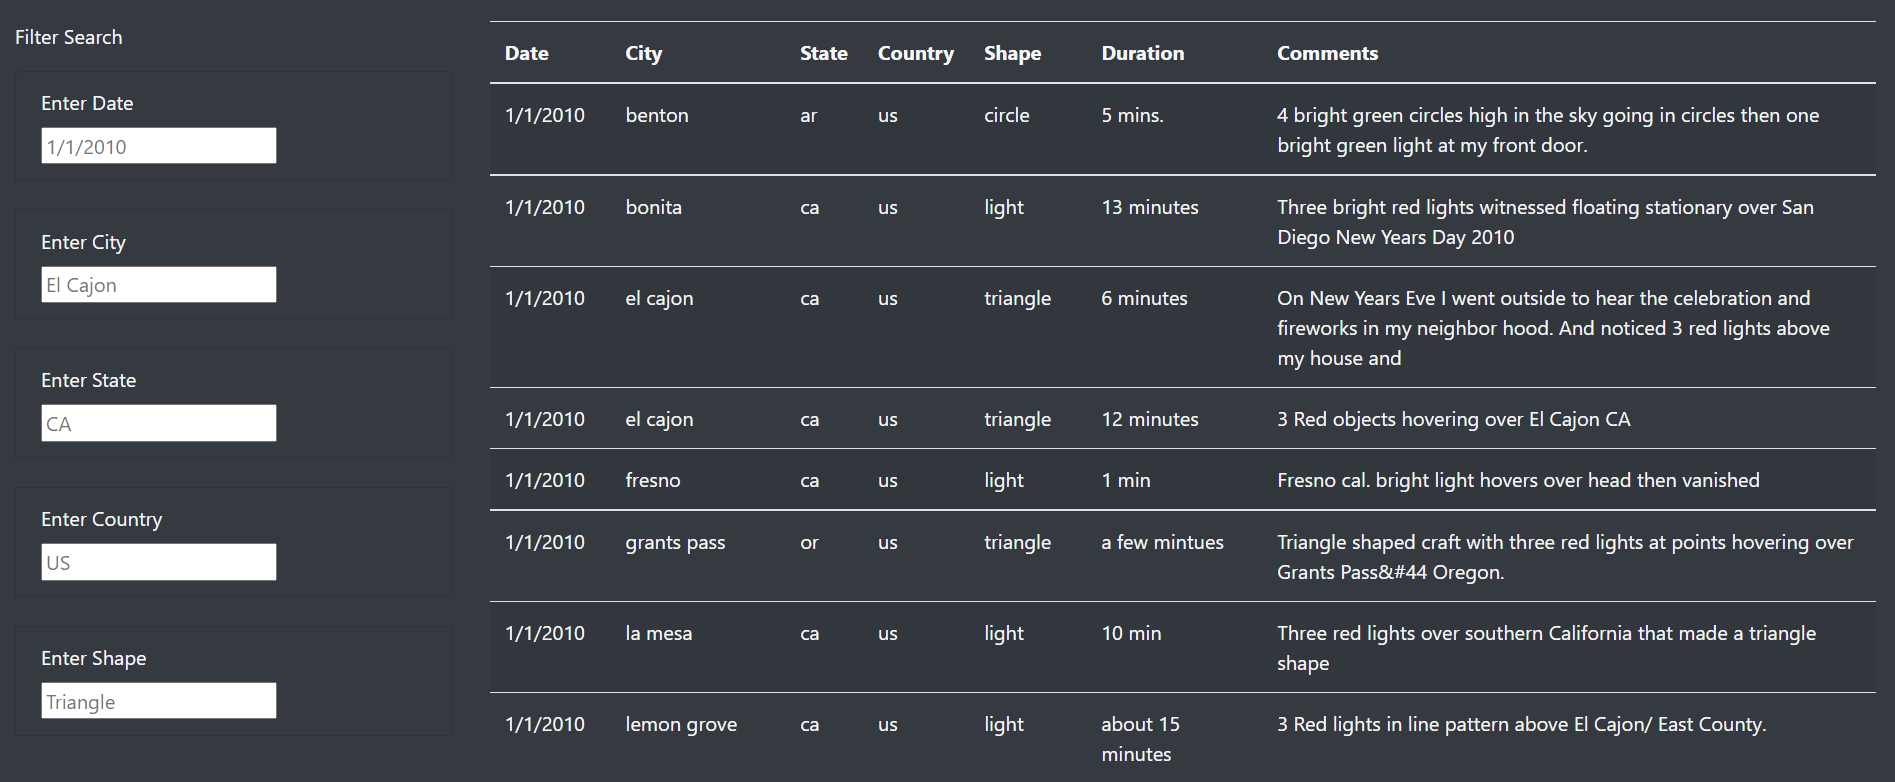 Filter Search
Enter Date
1/1/2010
Enter City
El Cajon
Enter State
CA
Enter Country
US
Enter Shape
Triangle
Date City State Country Shape Duration Comments
1/1/2010 benton ar us circle 5 mins. 4 bright green circles high in the sky going in circles then one
bright green light at my front door.
1/1/2010 bonita ca us light 13 minutes Three bright red lights witnessed floating stationary over San
Diego New Years Day 2010
1/1/2010 el cajon ca us triangle 6 minutes On New Years Eve I went outside to hear the celebration and
fireworks in my neighbor hood. And noticed 3 red lights above
my house and
1/1/2010 el cajon ca us triangle 12 minutes 3 Red objects hovering over El Cajon CA
1/1/2010 fresno ca us light 1 min Fresno cal. bright light hovers over head then vanished
1/1/2010 grants pass or us triangle a few mintues Triangle shaped craft with three red lights at points hovering over
Grants Pass&#44 Oregon.
1/1/2010 la mesa ca us light 10 min Three red lights over southern California that made a triangle
shape
1/1/2010 lemon grove ca us light about 15 3 Red lights in line pattern above El Cajon/ East County.
minutes